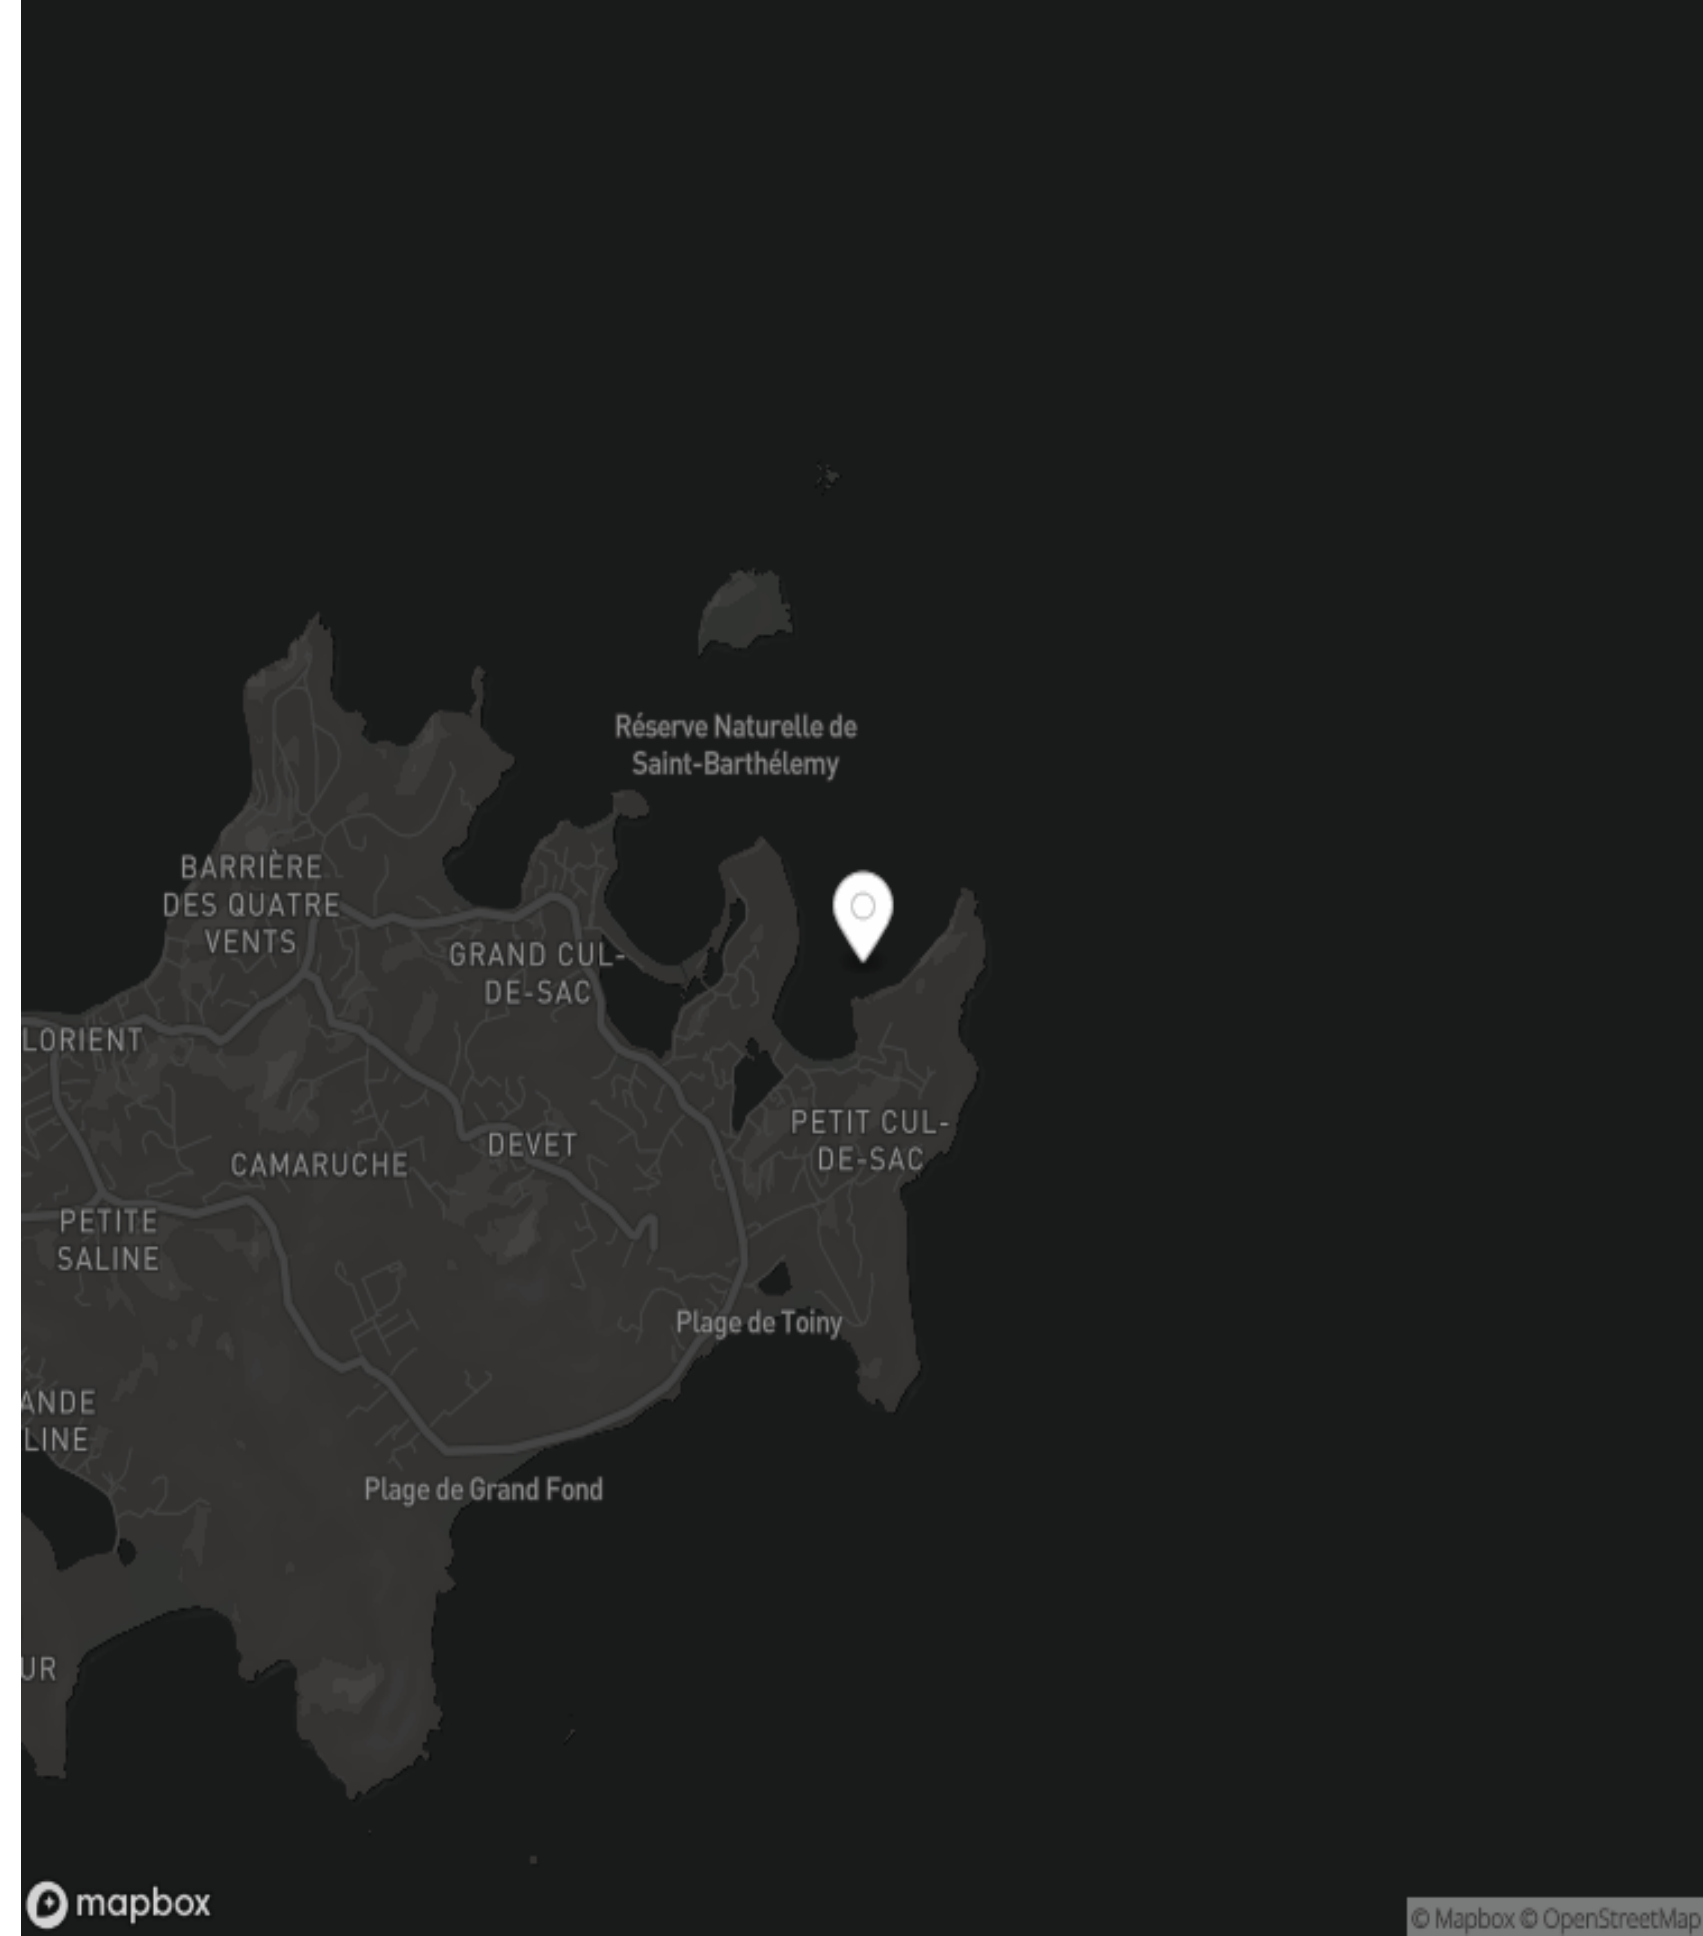 Réserve Naturelle de
Saint-Barthélemy
BARRIÈRE
DES QUATRE
VENTS
GRAND CUL-
DE-SAC
LORIENT
PETIT CUL-
DE-SAC
DEVET
CAMARUCHE
PETITE
SALINE
Plage de Toiny
ANDE
LINE
Plage de Grand Fond
UR
mapbox
© Mapbox © OpenStreetMap